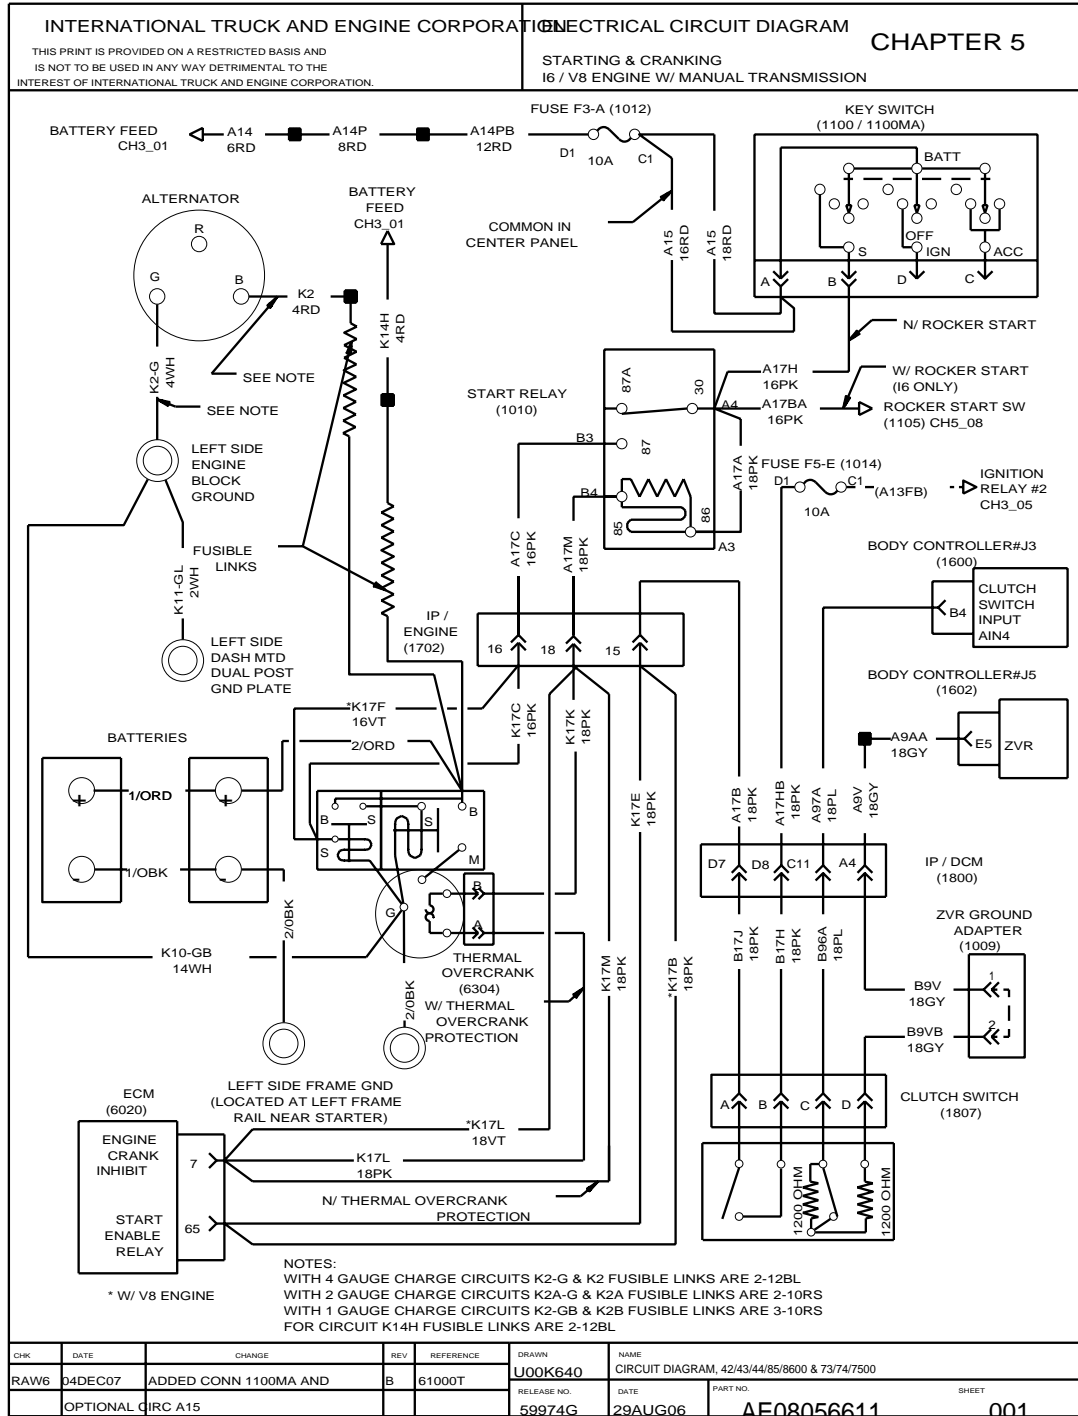 INTERNATIONAL TRUCK AND ENGINE CORPORATION
THIS PRINT IS PROVIDED ON A RESTRICTED BASIS AND
IS NOT TO BE USED IN ANY WAY DETRIMENTAL TO THE
INTEREST OF INTERNATIONAL TRUCK AND ENGINE CORPORATION.
ELECTRICAL CIRCUIT DIAGRAM
CHAPTER 5
STARTING & CRANKING
I6 / V8 ENGINE W/ MANUAL TRANSMISSION
BATTERY FEED
CH3_01
A14
6RD
A14P
8RD
A14PB
12RD
FUSE F3-A (1012)
D1
10A
C1
KEY SWITCH
(1100 / 1100MA)
BATT
OFF
S
IGN
ACC
A
B
D
C
COMMON IN
CENTER PANEL
A15
16RD
A15
18RD
N/ ROCKER START
ALTERNATOR
R
G
B
K2
4RD
K2-G
4WH
SEE NOTE
SEE NOTE
BATTERY
FEED
CH3_01
K14H
4RD
START RELAY
(1010)
87A
30
A4
B3
87
B4
85
86
A3
A17H
16PK
A17BA
16PK
W/ ROCKER START
(I6 ONLY)
ROCKER START SW
(1105) CH5_08
A17A
18PK
FUSE F5-E (1014)
D1
C1
10A
(A13FB)
IGNITION
RELAY #2
CH3_05
LEFT SIDE
ENGINE
BLOCK
GROUND
FUSIBLE
LINKS
K11-GL
2WH
LEFT SIDE
DASH MTD
DUAL POST
GND PLATE
A17C
16PK
A17M
18PK
IP /
ENGINE
(1702)
16
18
15
BODY CONTROLLER#J3
(1600)
B4
CLUTCH
SWITCH
INPUT
AIN4
BODY CONTROLLER#J5
(1602)
E5
ZVR
A9AA
18GY
*K17F
16VT
2/ORD
K17C
16PK
K17K
18PK
K17E
18PK
A17B
18PK
A17HB
18PK
A97A
18PL
A9V
18GY
BATTERIES
+
+
1/ORD
-
-
1/OBK
2/0BK
B
S
S
S
B
M
G
B
A
D7
D8
C11
A4
IP / DCM
(1800)
K10-GB
14WH
THERMAL
OVERCRANK
(6304)
W/ THERMAL
OVERCRANK
PROTECTION
2/0BK
K17M
18PK
*K17B
18PK
B17J
18PK
B17H
18PK
B96A
18PL
ZVR GROUND
ADAPTER
(1009)
1
2
B9V
18GY
B9VB
18GY
LEFT SIDE FRAME GND
(LOCATED AT LEFT FRAME
RAIL NEAR STARTER)
A
B
C
D
CLUTCH SWITCH
(1807)
1200 OHM
1200 OHM
ECM
(6020)
ENGINE
CRANK
INHIBIT
7
START
ENABLE
RELAY
65
*K17L
18VT
K17L
18PK
N/ THERMAL OVERCRANK
PROTECTION
* W/ V8 ENGINE
NOTES:
WITH 4 GAUGE CHARGE CIRCUITS K2-G & K2 FUSIBLE LINKS ARE 2-12BL
WITH 2 GAUGE CHARGE CIRCUITS K2A-G & K2A FUSIBLE LINKS ARE 2-10RS
WITH 1 GAUGE CHARGE CIRCUITS K2-GB & K2B FUSIBLE LINKS ARE 3-10RS
FOR CIRCUIT K14H FUSIBLE LINKS ARE 2-12BL
CHK DATE CHANGE REV REFERENCE
RAW6 04DEC07 ADDED CONN 1100MA AND B 61000T
OPTIONAL CIRC A15
DRAWN
U00K640
NAME
CIRCUIT DIAGRAM, 42/43/44/85/8600 & 73/74/7500
RELEASE NO.
59974G
DATE
29AUG06
PART NO.
AE08056611
SHEET
001